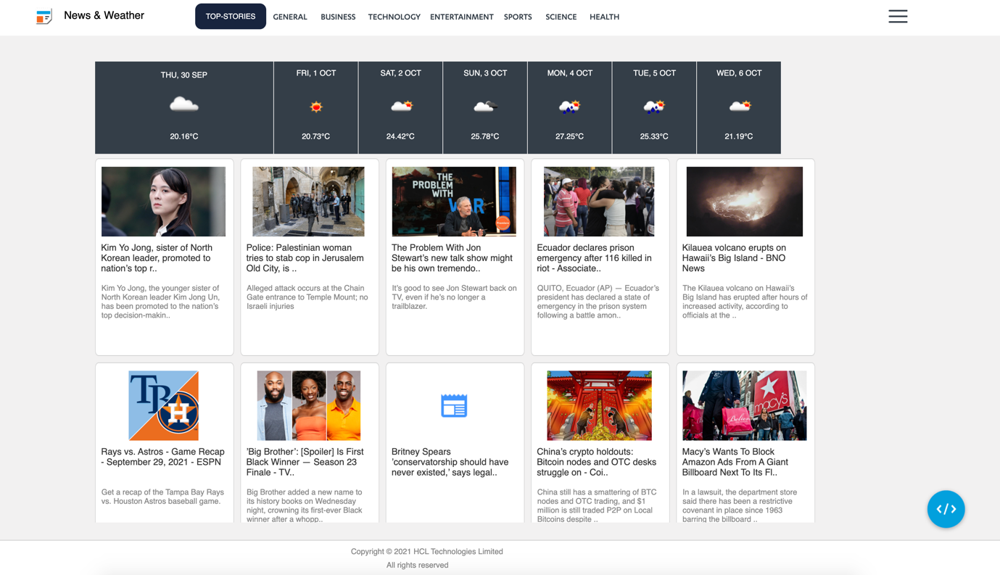 News & Weather
TOP-STORIES
GENERAL
BUSINESS
TECHNOLOGY
ENTERTAINMENT
SPORTS
SCIENCE
HEALTH
THU, 30 SEP
FRI, 1 OCT
SAT, 2 OCT
SUN, 3 OCT
MON, 4 OCT
TUE, 5 OCT
WED, 6 OCT
20.16°C
20.73°C
24.42°C
25.78°C
27.25°C
25.33°C
21.19°C
Kim Yo Jong, sister of North
Korean leader, promoted to
nation's top r..
Kim Yo Jong, the younger sister of
North Korean leader Kim Jong Un,
has been promoted to the nation's
top decision-makin..
Police: Palestinian woman
tries to stab cop in Jerusalem
Old City, is ..
Alleged attack occurs at the Chain
Gate entrance to Temple Mount; no
Israeli injuries
THE
PROBLEM
WITH
WAR
The Problem With Jon
Stewart's new talk show might
be his own tremendo..
It's good to see Jon Stewart back on
TV, even if he's no longer a
trailblazer.
Ecuador declares prison
emergency after 116 killed in
riot - Associate..
QUITO, Ecuador (AP) — Ecuador's
president has declared a state of
emergency in the prison system
following a battle amon..
Kilauea volcano erupts on
Hawaii's Big Island - BNO
News
The Kilauea volcano on Hawaii's
Big Island has erupted after hours of
increased activity, according to
officials at the ..
TB
H
Rays vs. Astros - Game Recap
- September 29, 2021 - ESPN
Get a recap of the Tampa Bay Rays
vs. Houston Astros baseball game.
'Big Brother': [Spoiler] Is First
Black Winner — Season 23
Finale - TV..
Big Brother added a new name to
its history books on Wednesday
night, crowning its first-ever Black
winner after a whopp..
Britney Spears
'conservatorship should have
never existed,' says legal..
China's crypto holdouts:
Bitcoin nodes and OTC desks
struggle on - Coi..
China still has a smattering of BTC
nodes and OTC trading, and $1
million is still traded P2P on Local
Bitcoins despite ..
macy's
Believe
Macy's Wants To Block
Amazon Ads From A Giant
Billboard Next To Its Fl..
In a lawsuit, the department store
said there has been a restrictive
covenant in place since 1963
barring the billboard ..
</>
Copyright © 2021 HCL Technologies Limited
All rights reserved